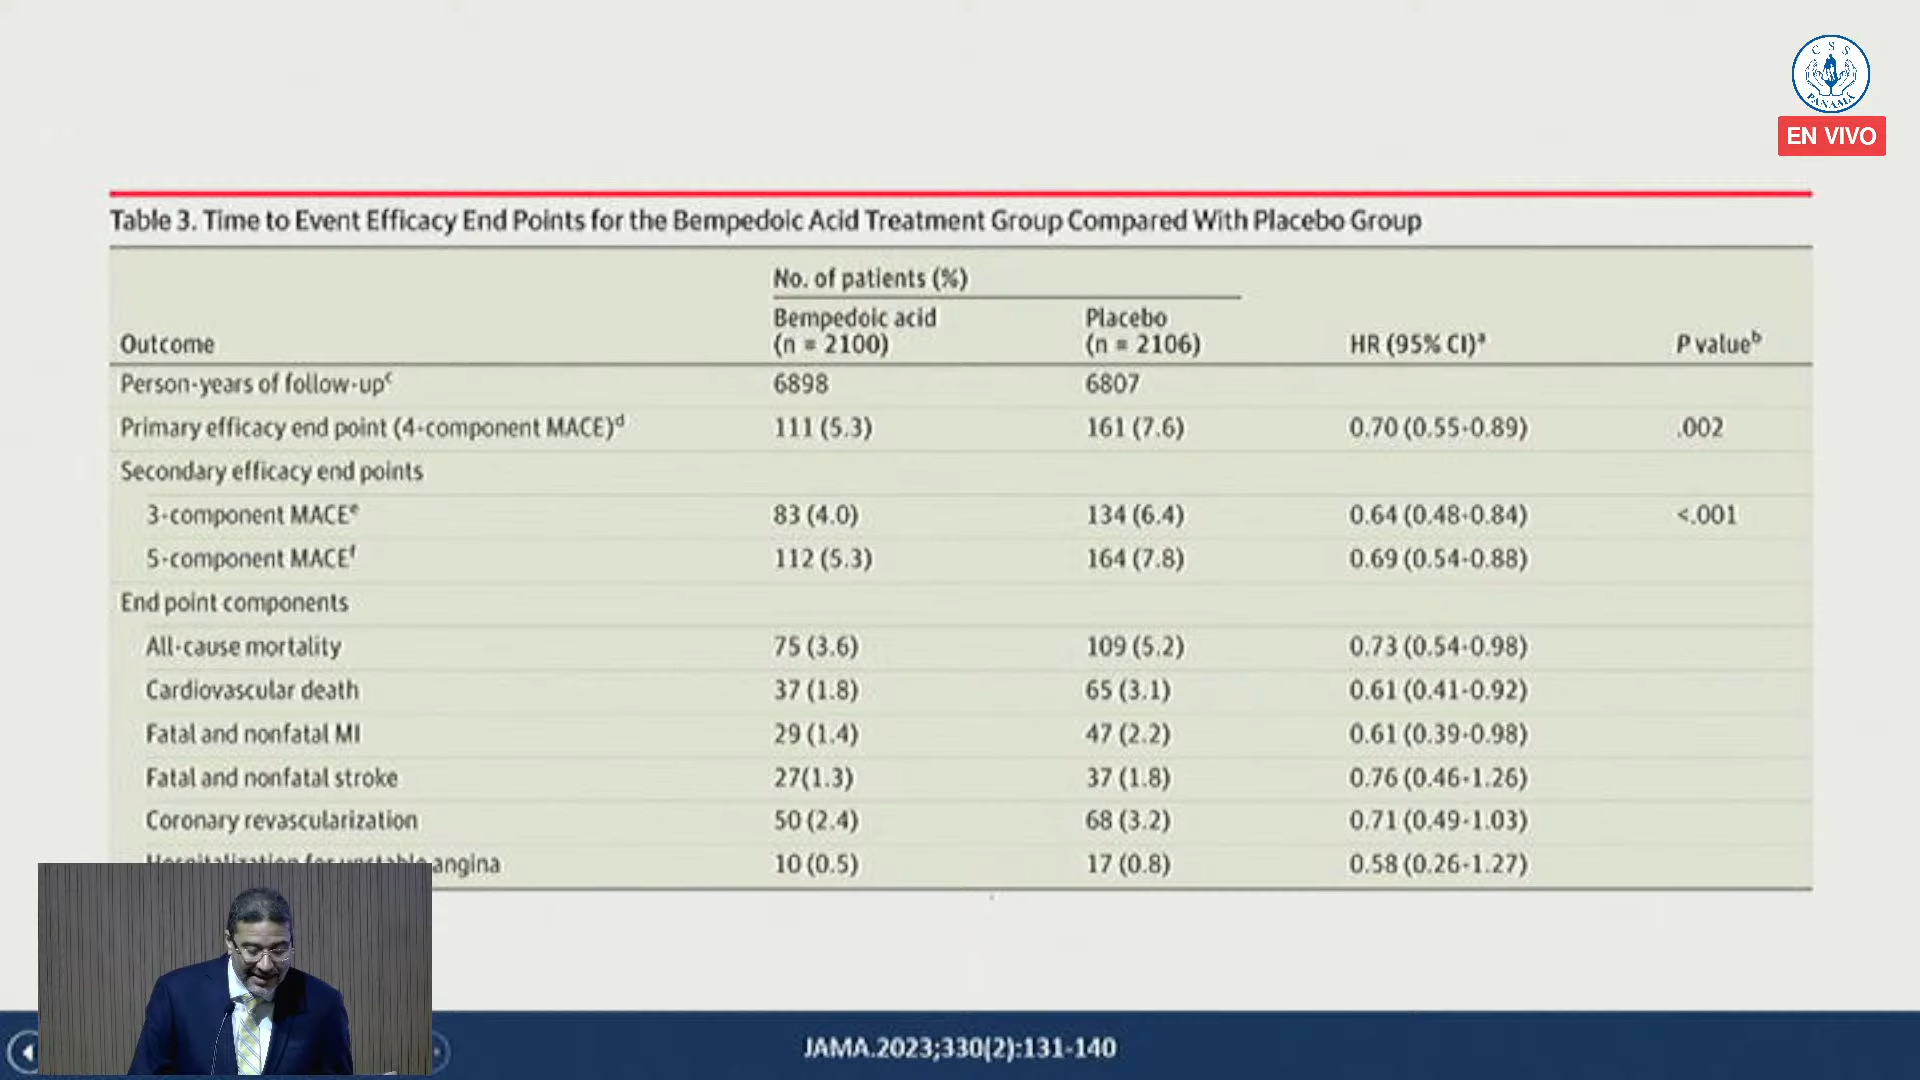 CSS
PANAMÁ
EN VIVO
Table 3. Time to Event Efficacy End Points for the Bempedoic Acid Treatment Group Compared With Placebo Group
No. of patients (%)
Outcome Bempedoic acid (n = 2100) Placebo (n = 2106) HR (95% CI)ᵃ P valueᵇ
Person-years of follow-upᶜ 6898 6807
Primary efficacy end point (4-component MACE)ᵈ 111 (5.3) 161 (7.6) 0.70 (0.55-0.89) .002
Secondary efficacy end points
3-component MACEᵉ 83 (4.0) 134 (6.4) 0.64 (0.48-0.84) <.001
5-component MACEᶠ 112 (5.3) 164 (7.8) 0.69 (0.54-0.88)
End point components
All-cause mortality 75 (3.6) 109 (5.2) 0.73 (0.54-0.98)
Cardiovascular death 37 (1.8) 65 (3.1) 0.61 (0.41-0.92)
Fatal and nonfatal MI 29 (1.4) 47 (2.2) 0.61 (0.39-0.98)
Fatal and nonfatal stroke 27(1.3) 37 (1.8) 0.76 (0.46-1.26)
Coronary revascularization 50 (2.4) 68 (3.2) 0.71 (0.49-1.03)
Hospitalization for unstable angina 10 (0.5) 17 (0.8) 0.58 (0.26-1.27)
JAMA.2023;330(2):131-140